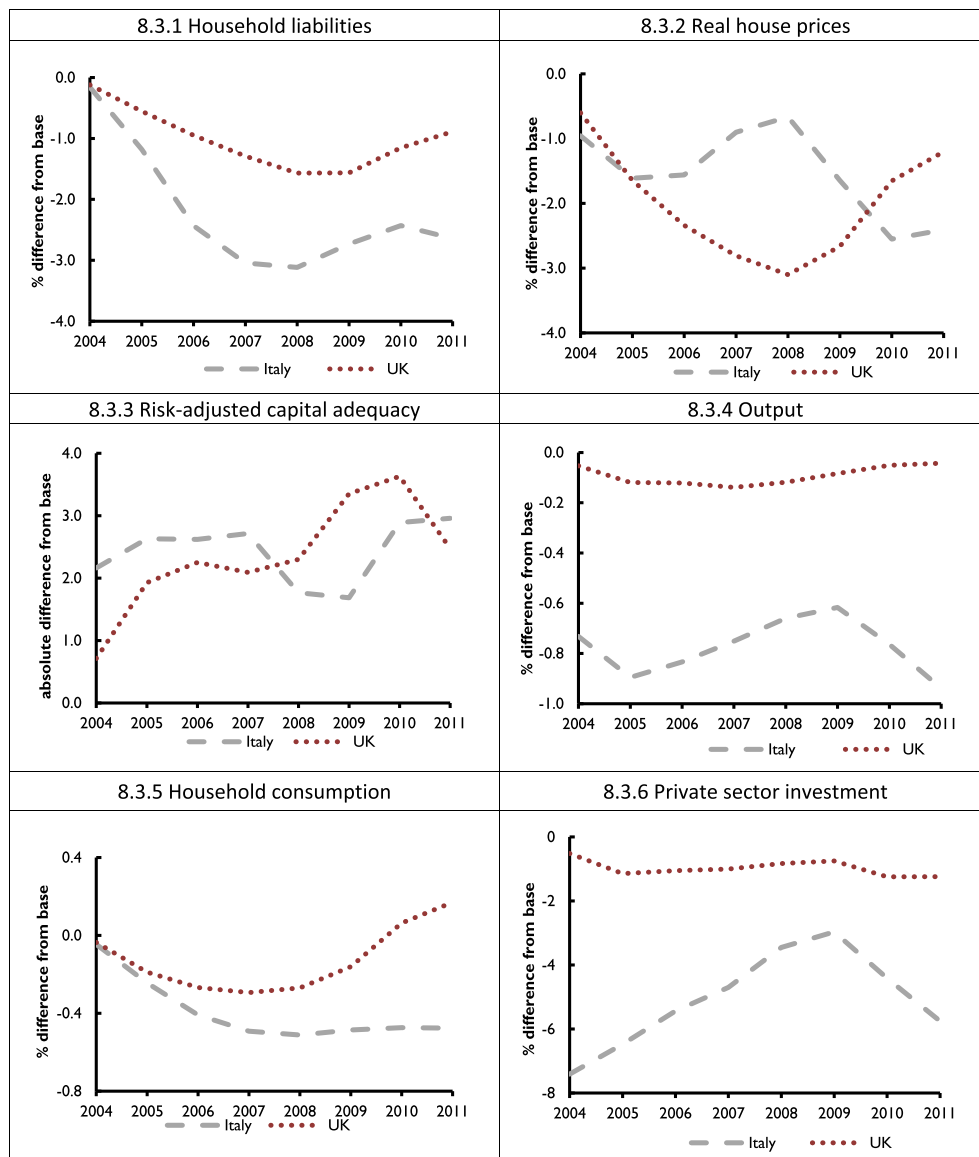 8.3.1 Household liabilities
8.3.2 Real house prices
% difference from base
0.0
-1.0
-2.0
-3.0
-4.0
2004 2005 2006 2007 2008 2009 2010 2011
Italy UK
% difference from base
0.0
-1.0
-2.0
-3.0
-4.0
2004 2005 2006 2007 2008 2009 2010 2011
Italy UK
8.3.3 Risk-adjusted capital adequacy
8.3.4 Output
absolute difference from base
4.0
3.0
2.0
1.0
0.0
2004 2005 2006 2007 2008 2009 2010 2011
Italy UK
% difference from base
0.0
-0.2
-0.4
-0.6
-0.8
-1.0
2004 2005 2006 2007 2008 2009 2010 2011
Italy UK
8.3.5 Household consumption
8.3.6 Private sector investment
% difference from base
0.4
0.0
-0.4
-0.8
2004 2005 2006 2007 2008 2009 2010 2011
Italy UK
% difference from base
0
-2
-4
-6
-8
2004 2005 2006 2007 2008 2009 2010 2011
Italy UK